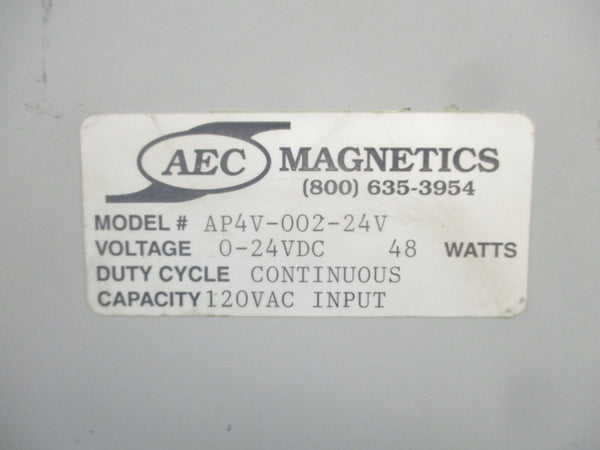 AEC MAGNETICS
(800) 635-3954
MODEL # AP4V-002-24V
VOLTAGE 0-24VDC 48 WATTS
DUTY CYCLE CONTINUOUS
CAPACITY 120VAC INPUT